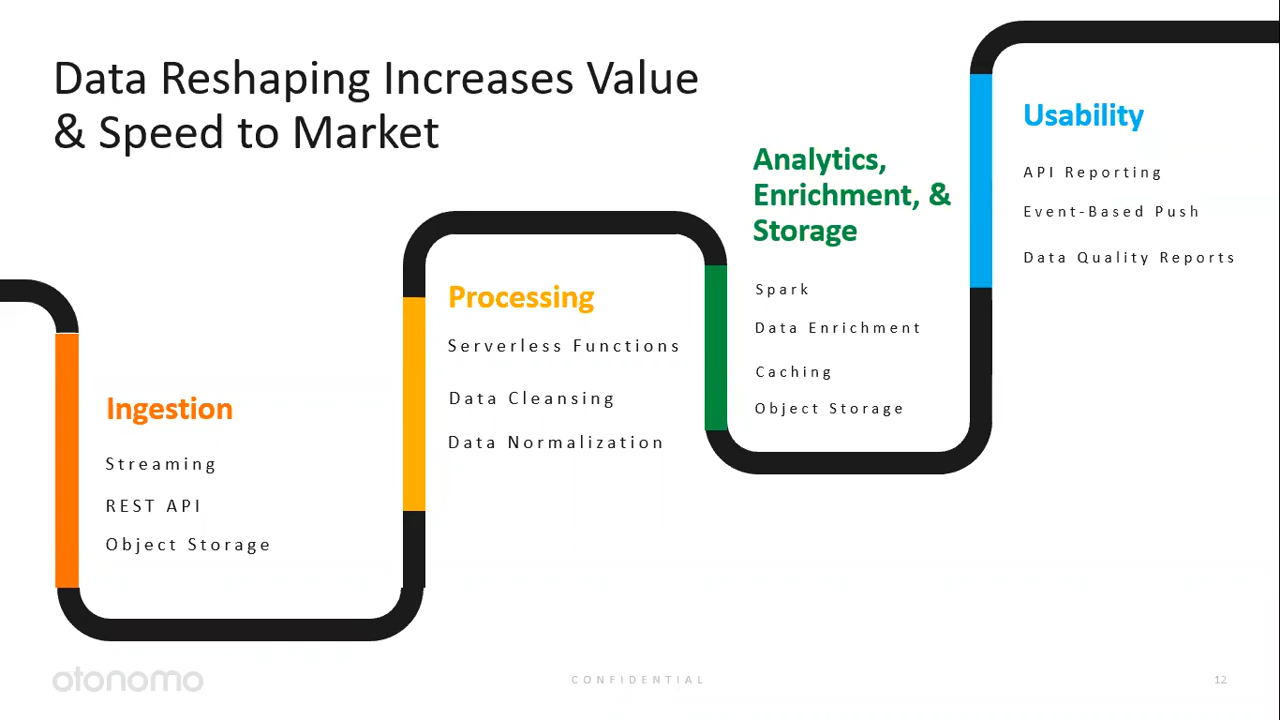 Data Reshaping Increases Value
& Speed to Market
Ingestion
Streaming
REST API
Object Storage
Processing
Serverless Functions
Data Cleansing
Data Normalization
Analytics,
Enrichment, &
Storage
Spark
Data Enrichment
Caching
Object Storage
Usability
API Reporting
Event-Based Push
Data Quality Reports
otonomo
CONFIDENTIAL
12